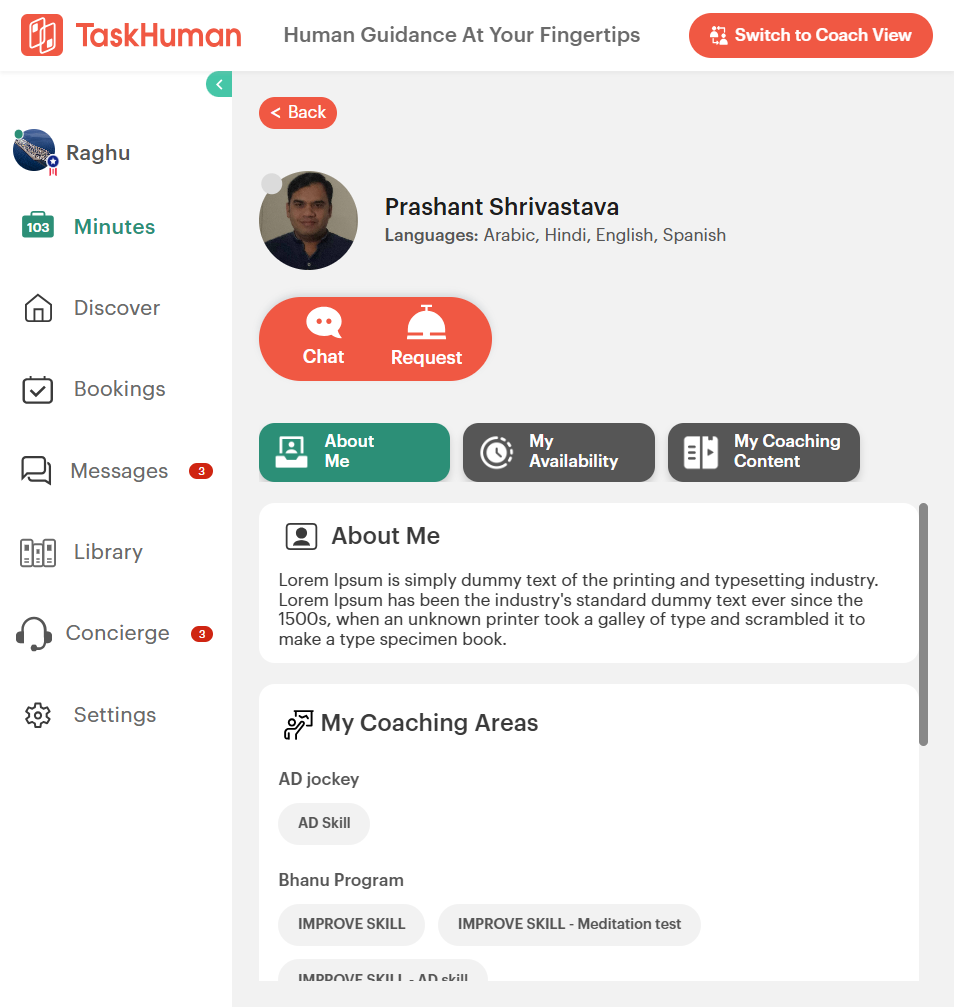 TaskHuman
Human Guidance At Your Fingertips
Switch to Coach View
< Back
Raghu
103
Minutes
Discover
Bookings
Messages
3
Library
Concierge
3
Settings
Prashant Shrivastava
Languages: Arabic, Hindi, English, Spanish
Chat
Request
About
Me
My
Availability
My Coaching
Content
About Me
Lorem Ipsum is simply dummy text of the printing and typesetting industry.
Lorem Ipsum has been the industry's standard dummy text ever since the
1500s, when an unknown printer took a galley of type and scrambled it to
make a type specimen book.
My Coaching Areas
AD jockey
AD Skill
Bhanu Program
IMPROVE SKILL
IMPROVE SKILL - Meditation test
IMPROVE SKILL - AD skill